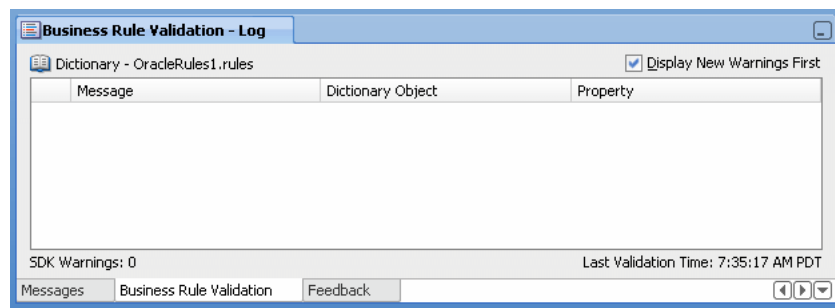 Business Rule Validation - Log
Dictionary - OracleRules1.rules Display New Warnings First
Message Dictionary Object Property
SDK Warnings: 0 Last Validation Time: 7:35:17 AM PDT
Messages Business Rule Validation Feedback